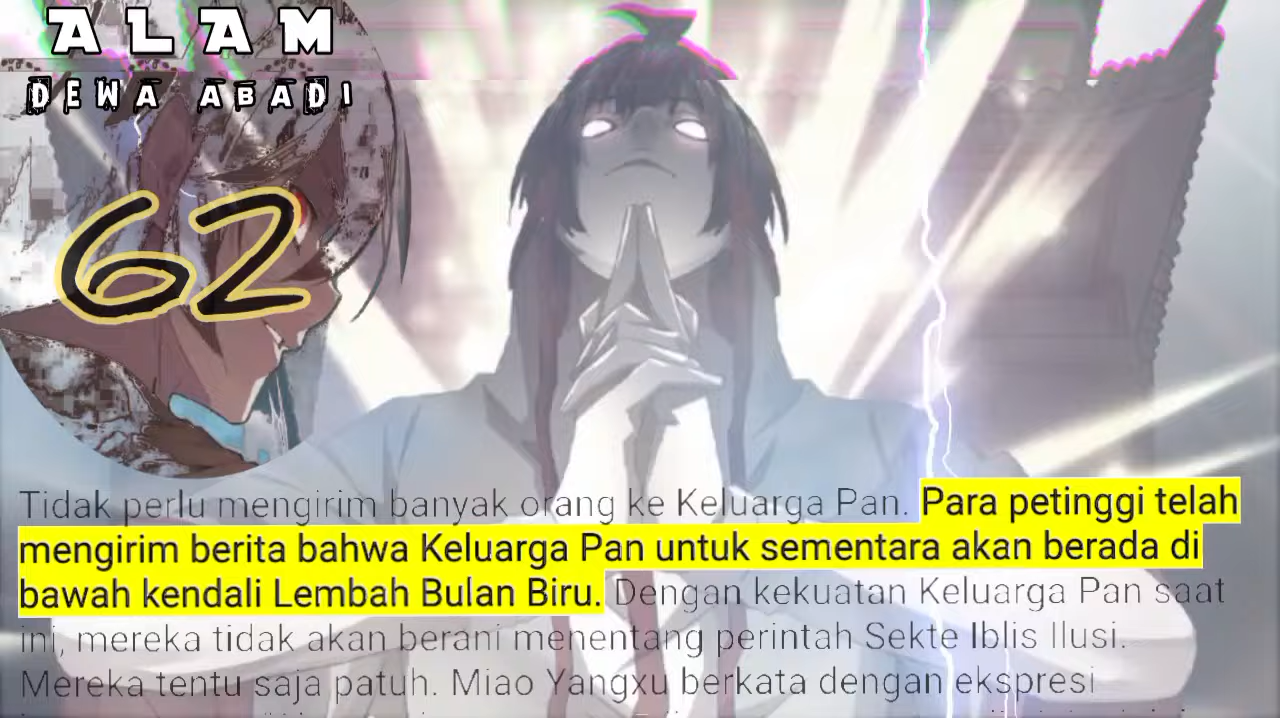 ALAM
DEWA ABADI
62
Tidak perlu mengirim banyak orang ke Keluarga Pan. Para petinggi telah
mengirim berita bahwa Keluarga Pan untuk sementara akan berada di
bawah kendali Lembah Bulan Biru. Dengan kekuatan Keluarga Pan saat
ini, mereka tidak akan berani menentang perintah Sekte Iblis Ilusi.
Mereka tentu saja patuh. Miao Yangxu berkata dengan ekspresi